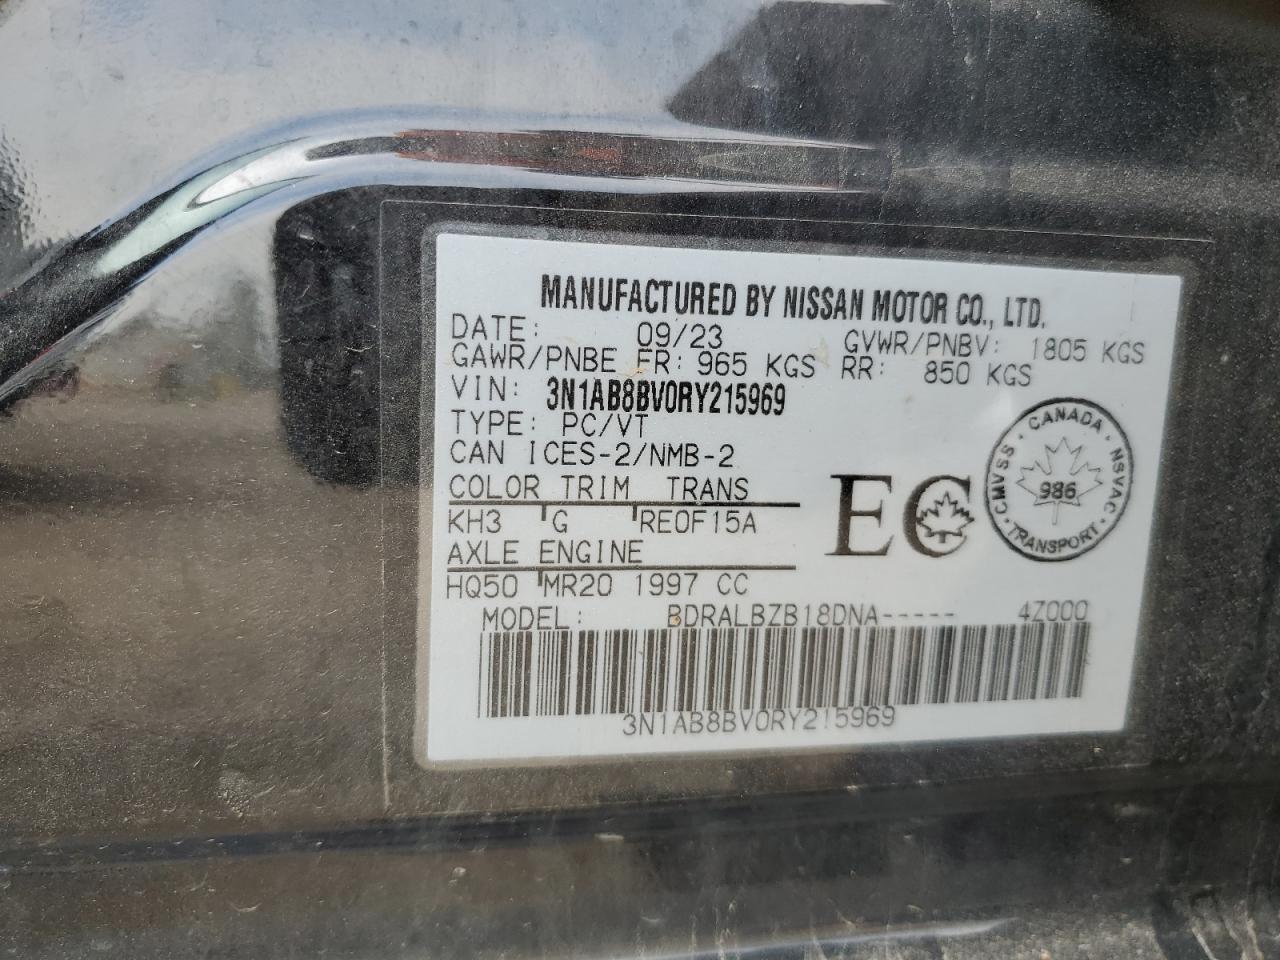 MANUFACTURED BY NISSAN MOTOR CO., LTD.
DATE: 09/23 GVWR/PNBV: 1805 KGS
GAWR/PNBE FR: 965 KGS RR: 850 KGS
VIN: 3N1AB8BV0RY215969
TYPE: PC/VT
CAN ICES-2/NMB-2
COLOR TRIM TRANS
KH3 G RE0F15A
AXLE ENGINE
HQ50 MR20 1997 CC
EC
CANADA
CMVSS · NSVAC
986
TRANSPORT
MODEL: BDRALBZB18DNA----- 4Z000
3N1AB8BV0RY215969